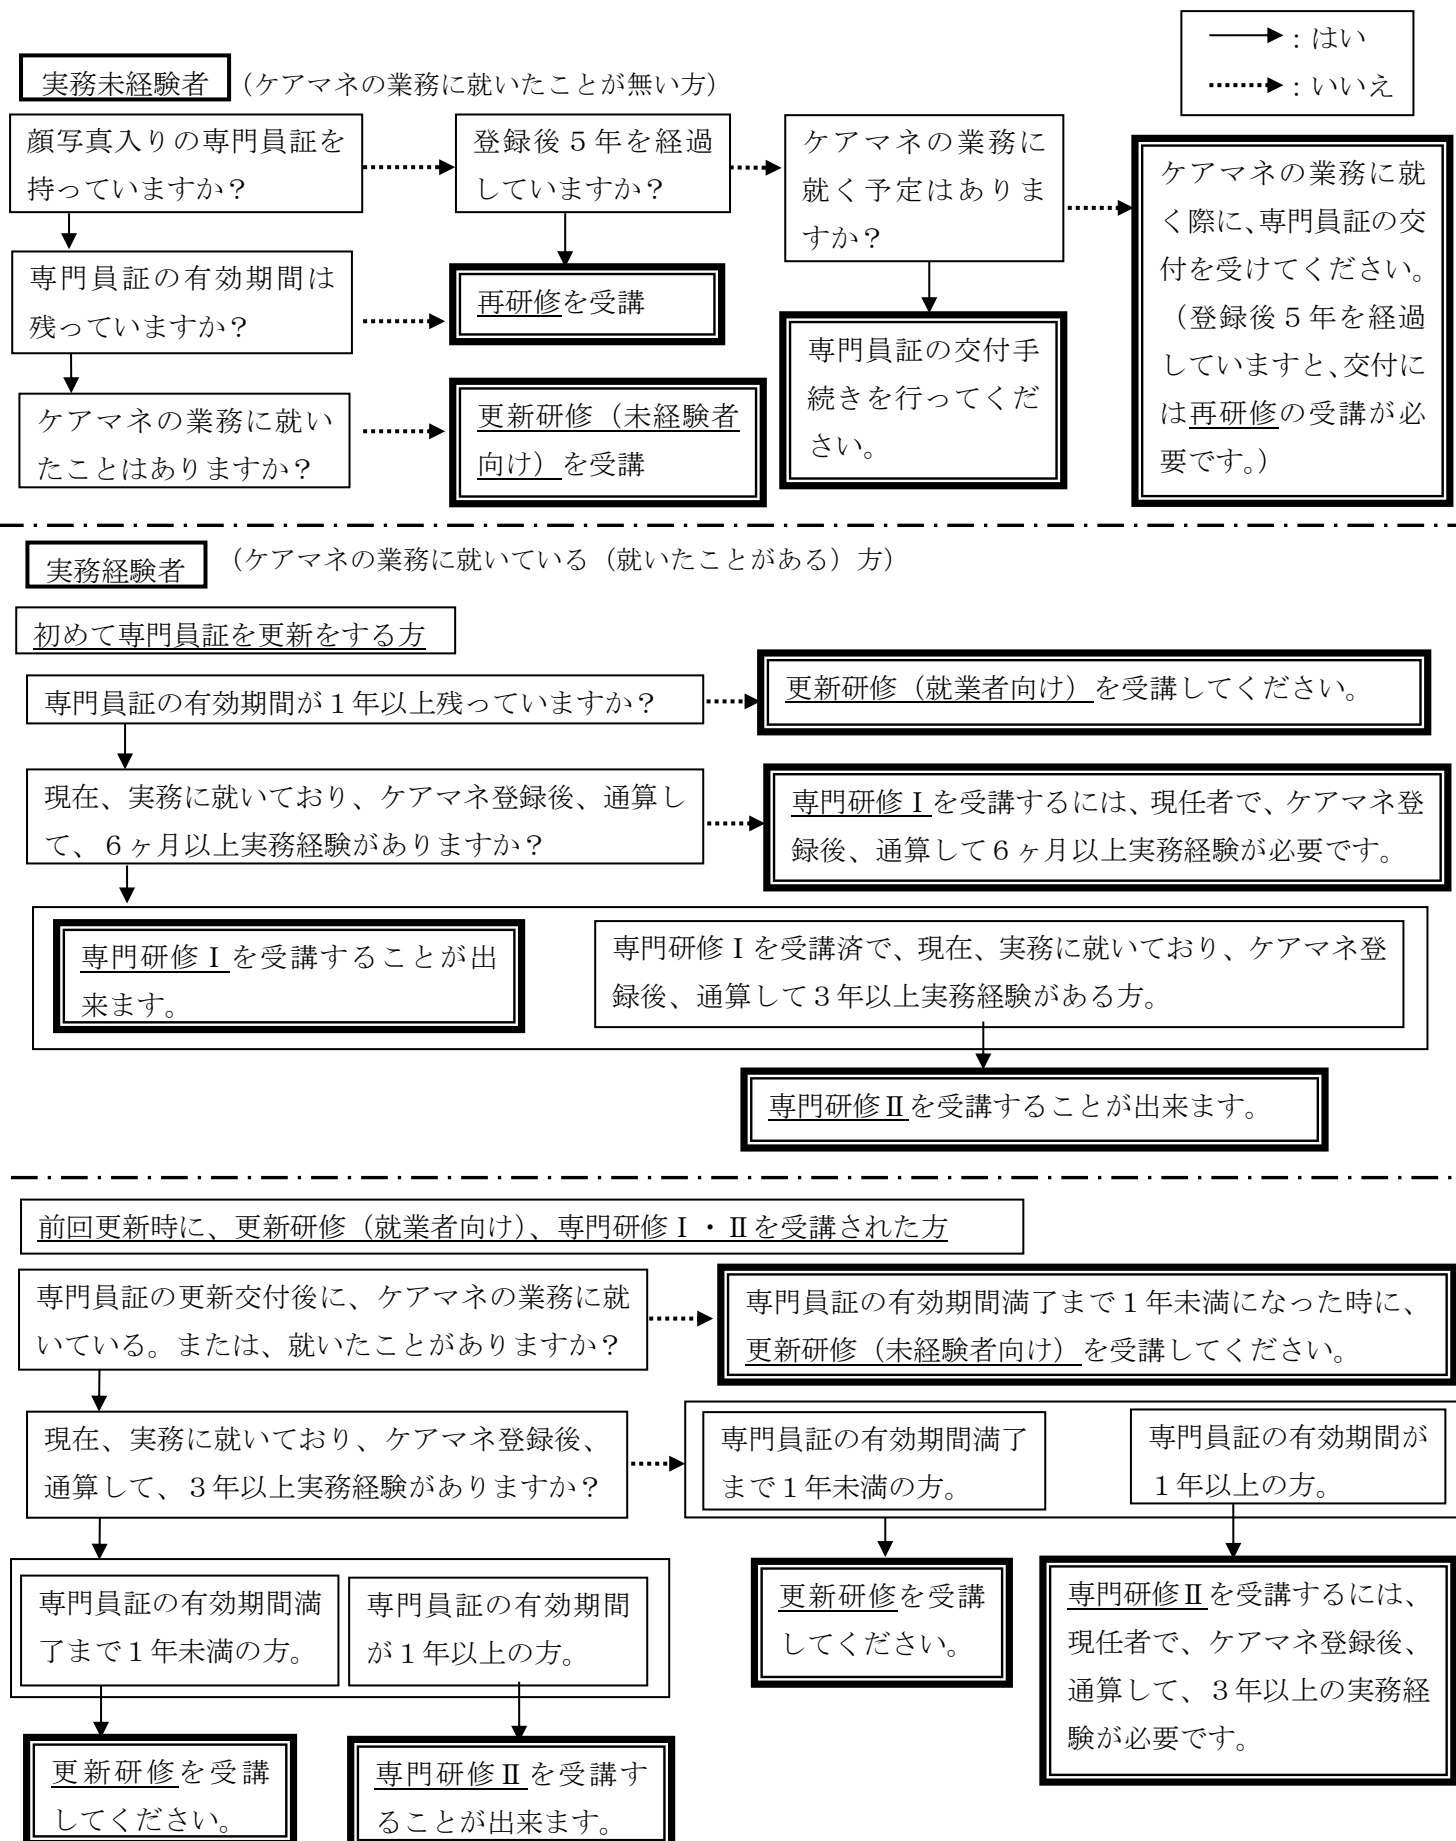 ：はい
：いいえ
実務未経験者
（ケアマネの業務に就いたことが無い方）
顔写真入りの専門員証を
持っていますか？
登録後５年を経過
していますか？
ケアマネの業務に
就く予定はありま
すか？
ケアマネの業務に就
く際に、専門員証の交
付を受けてください。
（登録後５年を経過
していますと、交付に
は再研修の受講が必
要です。）
専門員証の有効期間は
残っていますか？
再研修を受講
専門員証の交付手
続きを行ってくだ
さい。
ケアマネの業務に就い
たことはありますか？
更新研修（未経験者
向け）を受講
実務経験者
（ケアマネの業務に就いている（就いたことがある）方）
初めて専門員証を更新をする方
専門員証の有効期間が１年以上残っていますか？
更新研修（就業者向け）を受講してください。
現在、実務に就いており、ケアマネ登録後、通算し
て、６ヶ月以上実務経験がありますか？
専門研修Ⅰを受講するには、現任者で、ケアマネ登
録後、通算して６ヶ月以上実務経験が必要です。
専門研修Ⅰを受講することが出
来ます。
専門研修Ⅰを受講済で、現在、実務に就いており、ケアマネ登
録後、通算して３年以上実務経験がある方。
専門研修Ⅱを受講することが出来ます。
前回更新時に、更新研修（就業者向け）、専門研修Ⅰ・Ⅱを受講された方
専門員証の更新交付後に、ケアマネの業務に就
いている。または、就いたことがありますか？
専門員証の有効期間満了まで１年未満になった時に、
更新研修（未経験者向け）を受講してください。
現在、実務に就いており、ケアマネ登録後、
通算して、３年以上実務経験がありますか？
専門員証の有効期間満了
まで１年未満の方。
専門員証の有効期間が
１年以上の方。
専門員証の有効期間満
了まで１年未満の方。
専門員証の有効期間
が１年以上の方。
更新研修を受講
してください。
専門研修Ⅱを受講するには、
現任者で、ケアマネ登録後、
通算して、３年以上の実務経
験が必要です。
更新研修を受講
してください。
専門研修Ⅱを受講す
ることが出来ます。